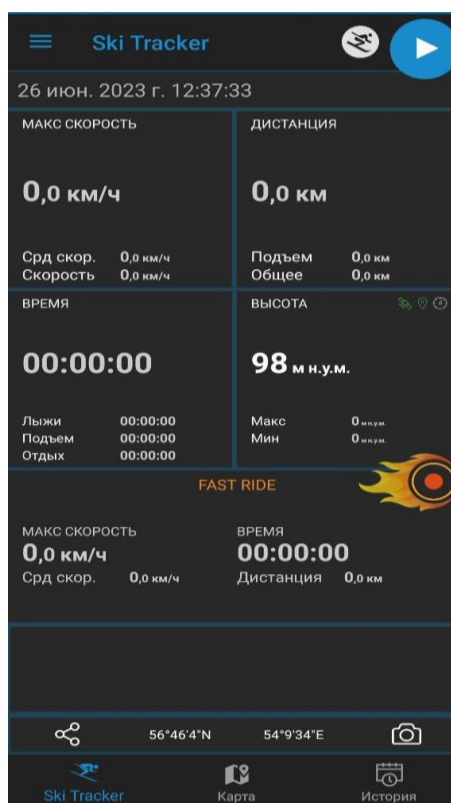 Ski Tracker
26 июн. 2023 г. 12:37:33
МАКС СКОРОСТЬ
0,0 км/ч
Срд скор. 0,0 км/ч
Скорость 0,0 км/ч
ДИСТАНЦИЯ
0,0 км
Подъем 0,0 км
Общее 0,0 км
ВРЕМЯ
00:00:00
Лыжи 00:00:00
Подъем 00:00:00
Отдых 00:00:00
ВЫСОТА
98 м н.у.м.
Макс 0 м н.у.м.
Мин 0 м н.у.м.
FAST RIDE
МАКС СКОРОСТЬ
0,0 км/ч
Срд скор. 0,0 км/ч
ВРЕМЯ
00:00:00
Дистанция 0,0 км
56°46'4"N 54°9'34"E
Ski Tracker Карта История